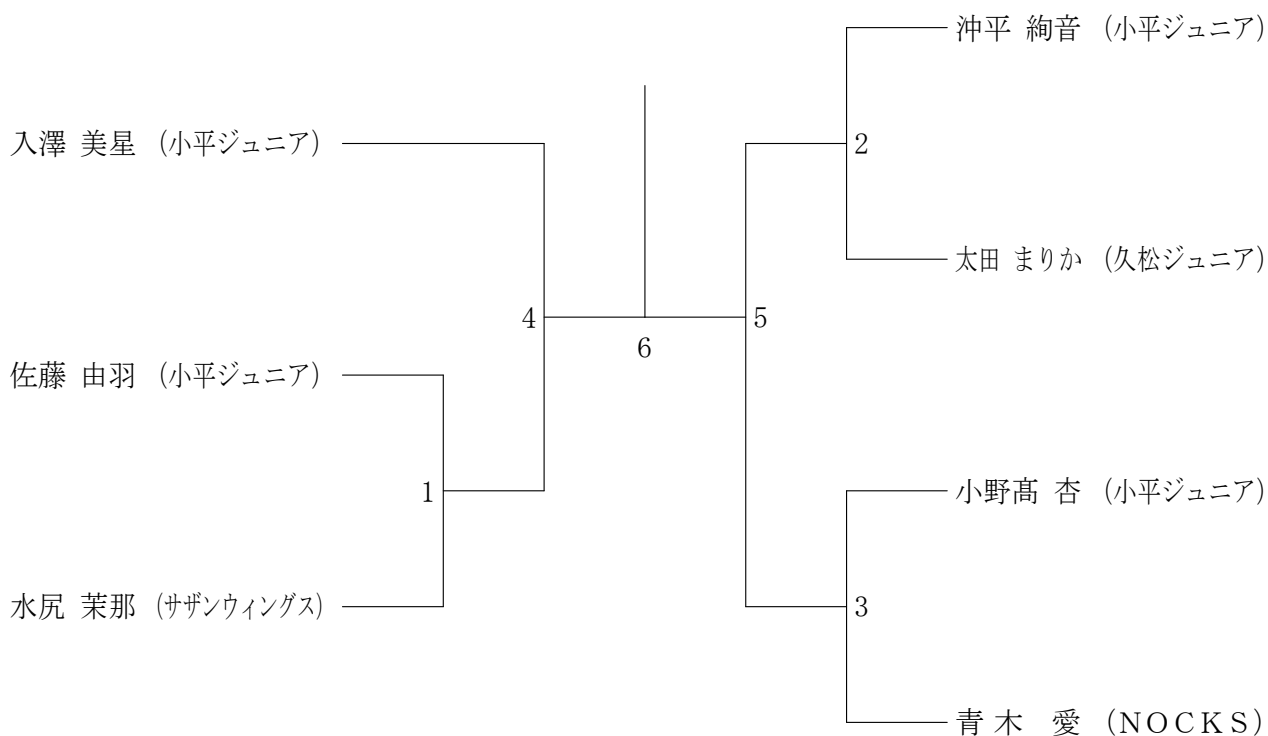 沖平 絢音 (小平ジュニア)
入澤 美星 (小平ジュニア)
2
太田 まりか (久松ジュニア)
4
5
6
佐藤 由羽 (小平ジュニア)
1
小野髙 杏 (小平ジュニア)
水尻 茉那 (サザンウィングス)
3
青木 愛 (NOCKS)